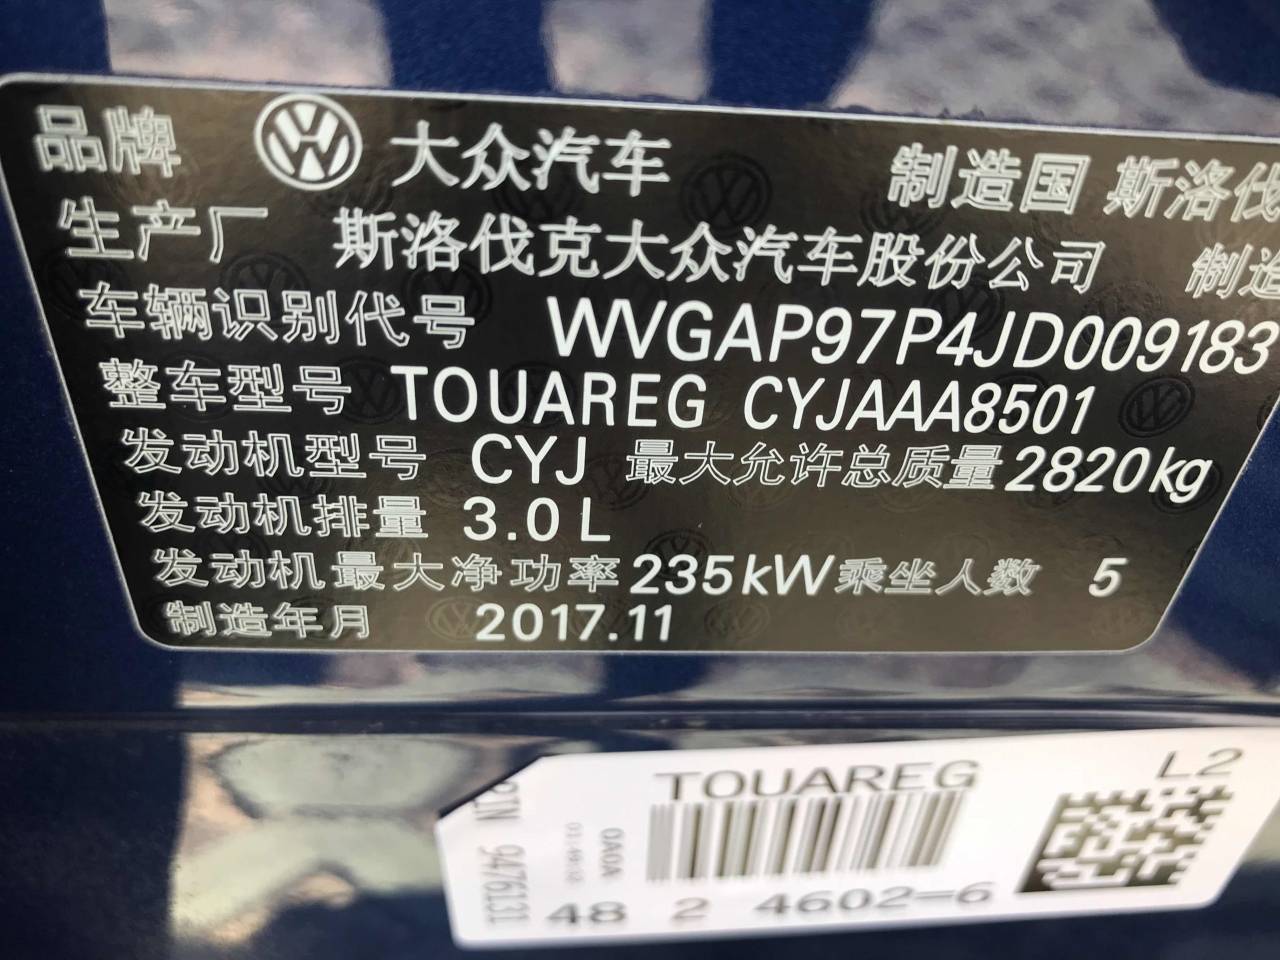 品牌 大众汽车 制造国 斯洛伐
生产厂 斯洛伐克大众汽车股份公司 制造
车辆识别代号 WVGAP97P4JD009183
整车型号 TOUAREG CYJAAA8501
发动机型号 CYJ 最大允许总质量 2820kg
发动机排量 3.0L
发动机最大净功率 235kW 乘坐人数 5
制造年月 2017.11
TOUAREG L2
0A0A
9476131
48 2 4602-6